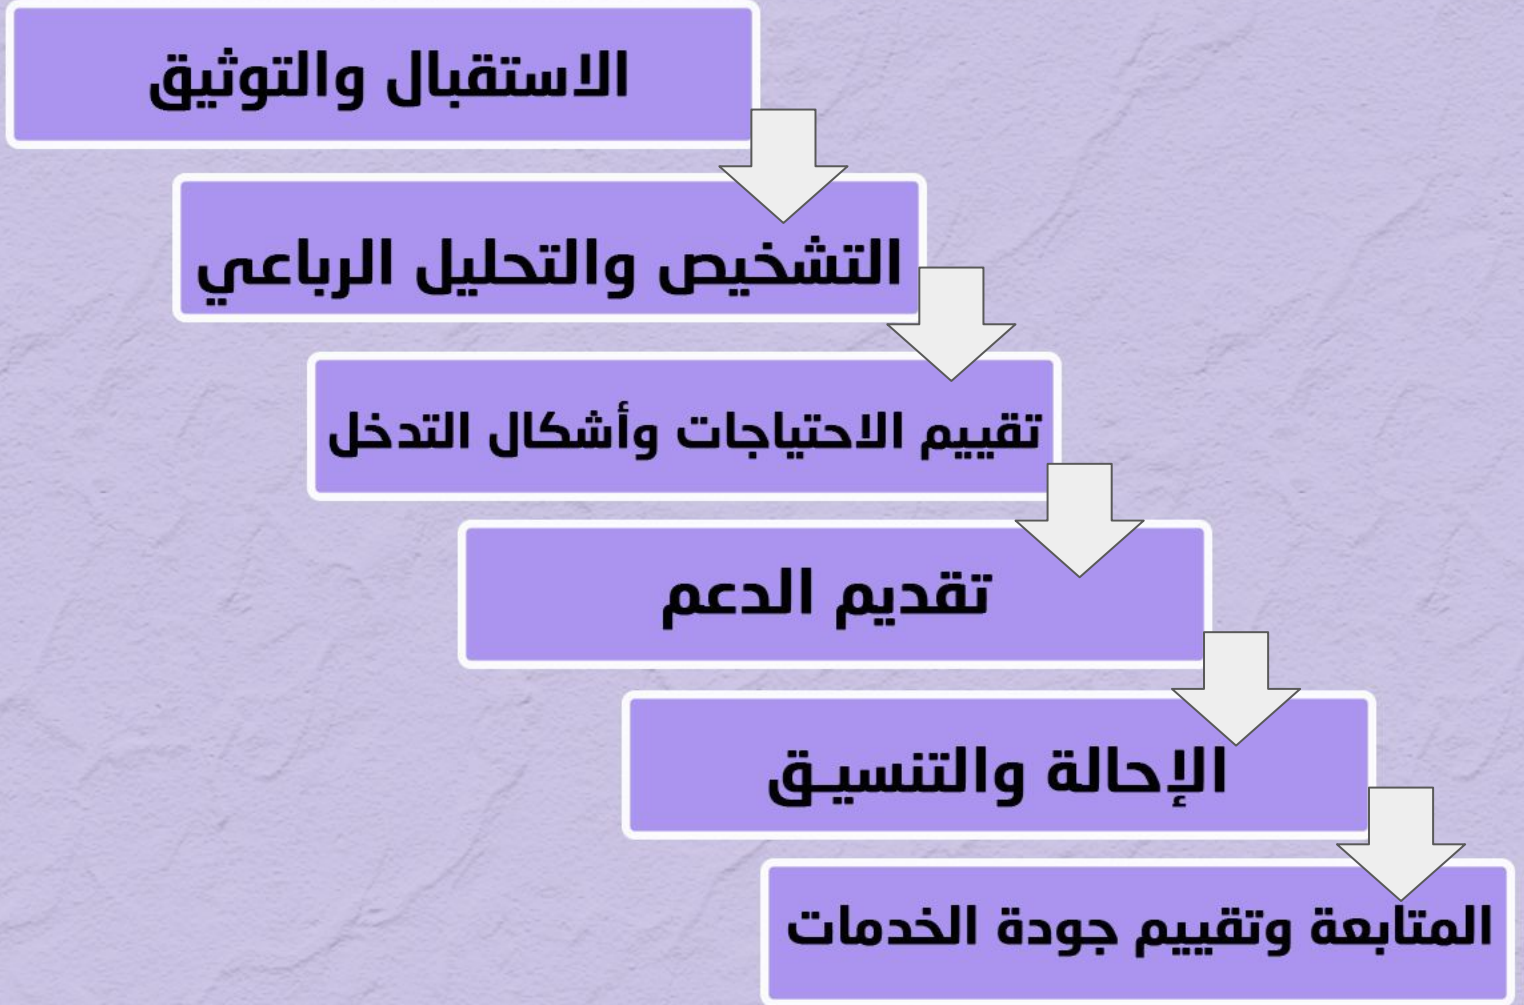 الاستقبال والتوثيق
التشخيص والتحليل الرباعي
تقييم الاحتياجات وأشكال التدخل
تقديم الدعم
الإحالة والتنسيـق
المتابعة وتقييم جودة الخدمات